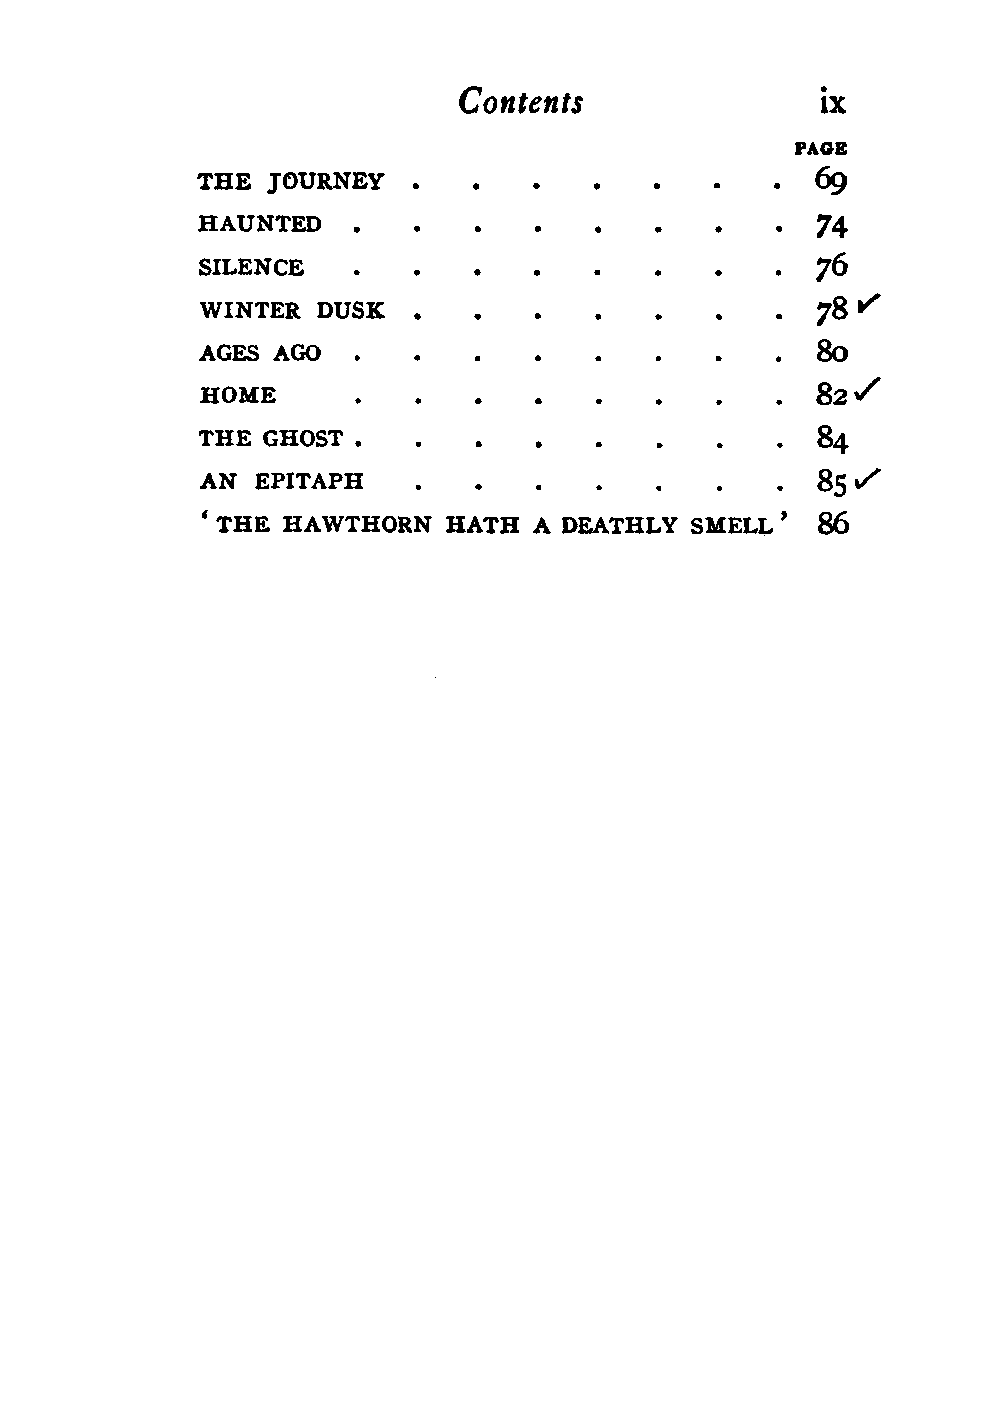 Contents ix
PAGE
THE JOURNEY . . . . . . . 69
HAUNTED . . . . . . . . 74
SILENCE . . . . . . . . 76
WINTER DUSK . . . . . . . 78 ✓
AGES AGO . . . . . . . . 80
HOME . . . . . . . . 82 ✓
THE GHOST . . . . . . . . 84
AN EPITAPH . . . . . . . 85 ✓
‘THE HAWTHORN HATH A DEATHLY SMELL’ 86